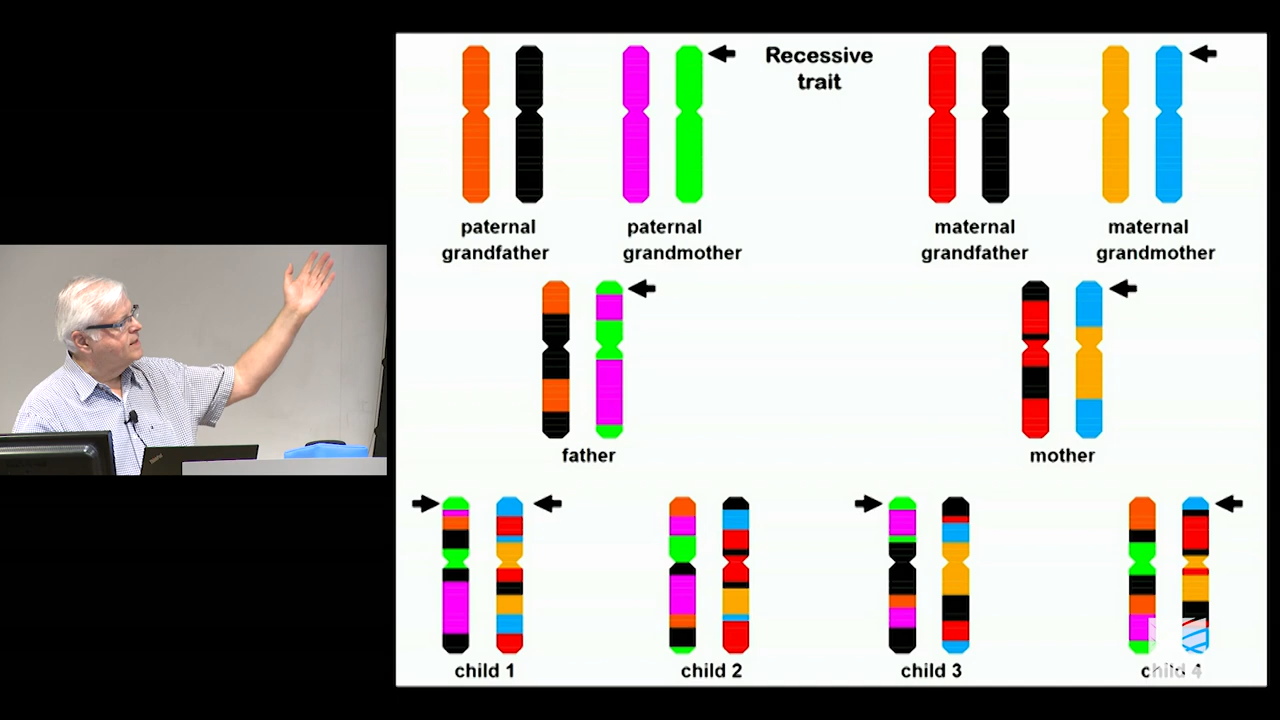 Recessive
trait
paternal
grandfather
paternal
grandmother
maternal
grandfather
maternal
grandmother
father
mother
child 1
child 2
child 3
child 4